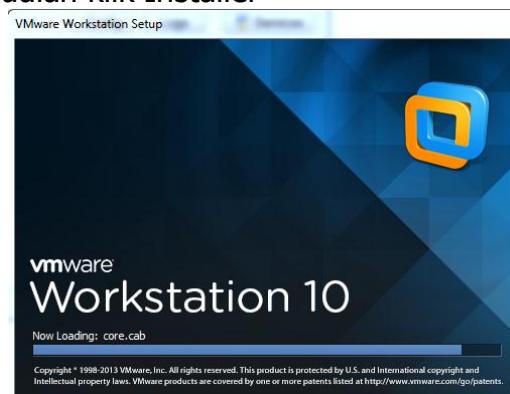 klik Installer
VMware Workstation Setup
vmware
Workstation 10
Now Loading: core.cab
Copyright © 1998-2013 VMware, Inc. All rights reserved. This product is protected by U.S. and International copyright and
Intellectual property laws. VMware products are covered by one or more patents listed at http://www.vmware.com/go/patents.